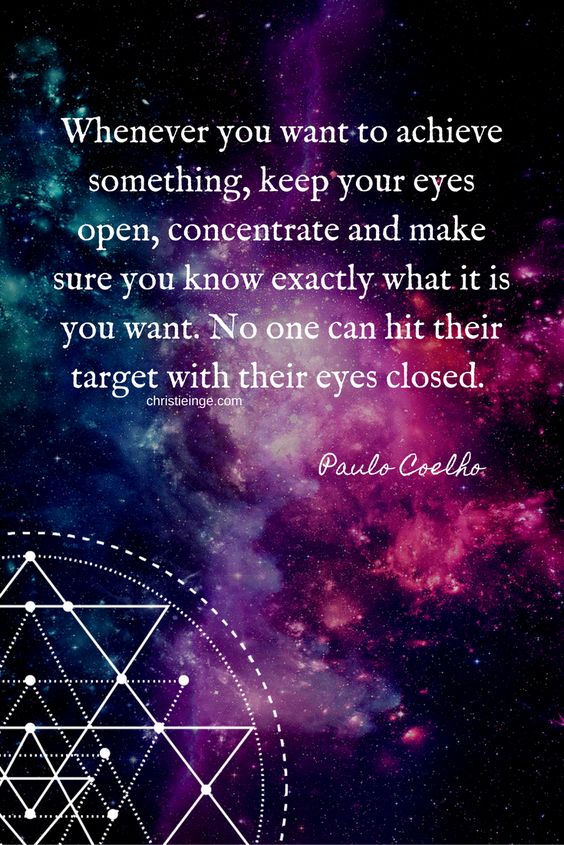 Whenever you want to achieve
something, keep your eyes
open, concentrate and make
sure you know exactly what it is
you want. No one can hit their
target with their eyes closed.
christieinge.com
Paulo Coelho